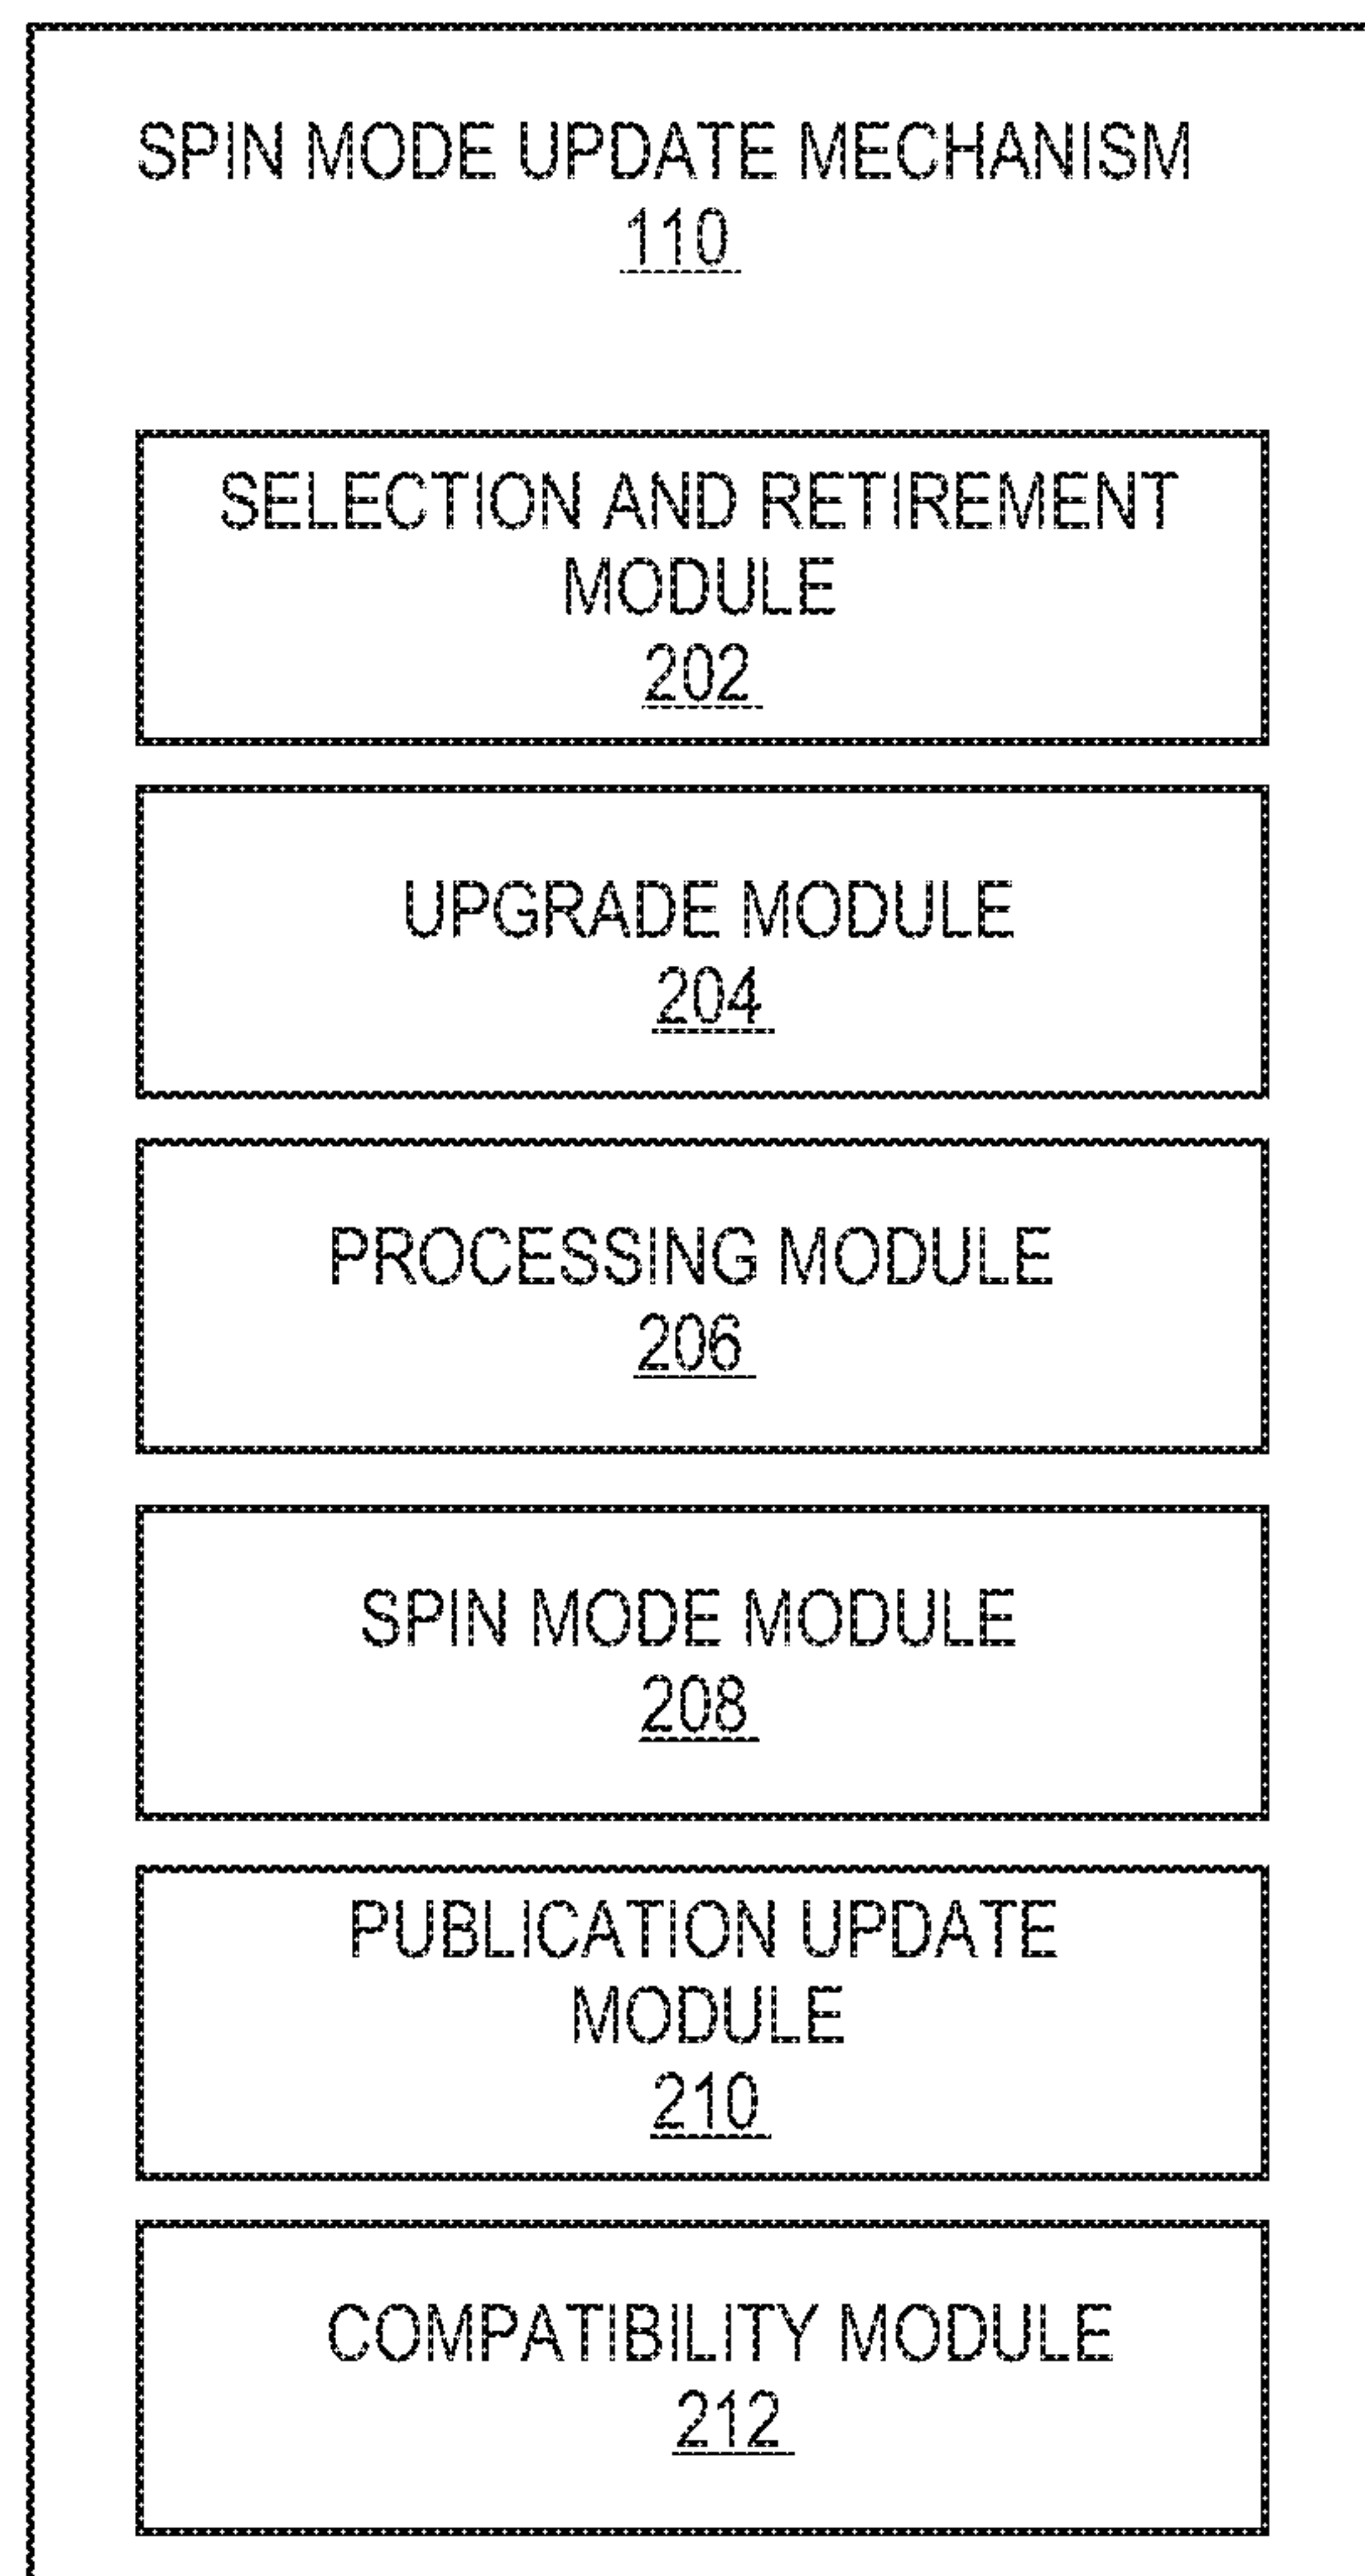 SPIN MODE UPDATE MECHANISM
110
SELECTION AND RETIREMENT
MODULE
202
UPGRADE MODULE
204
PROCESSING MODULE
206
SPIN MODE MODULE
208
PUBLICATION UPDATE
MODULE
210
COMPATIBILITY MODULE
212